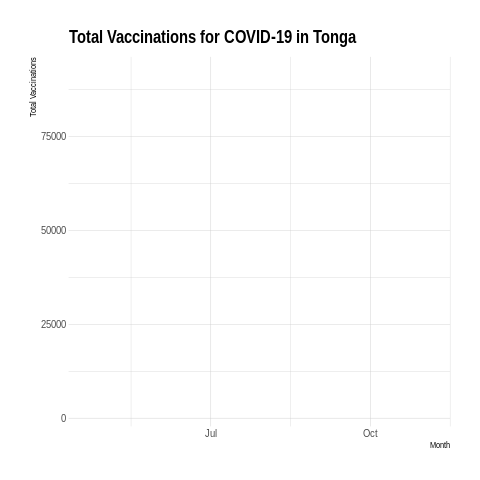 Total Vaccinations for COVID-19 in Tonga
Total Vaccinations
75000
50000
25000
0
Jul
Oct
Month